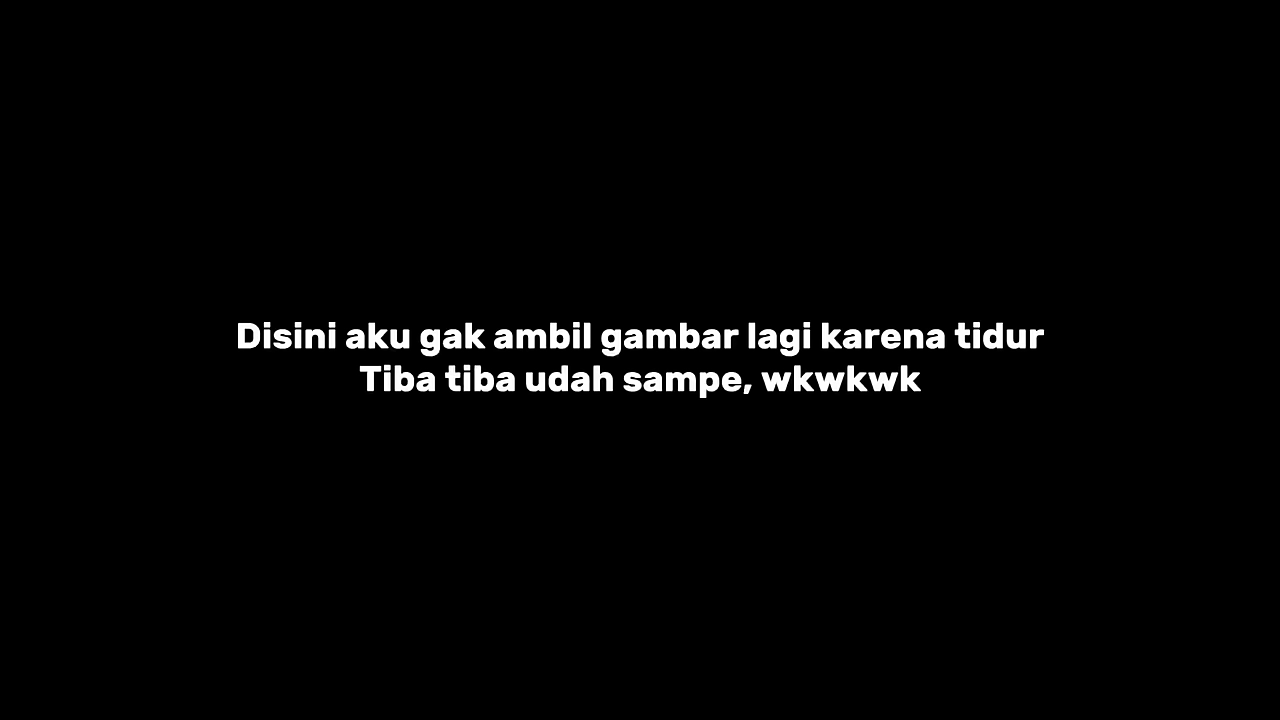 Disini aku gak ambil gambar lagi karena tidur
Tiba tiba udah sampe, wkwkwk